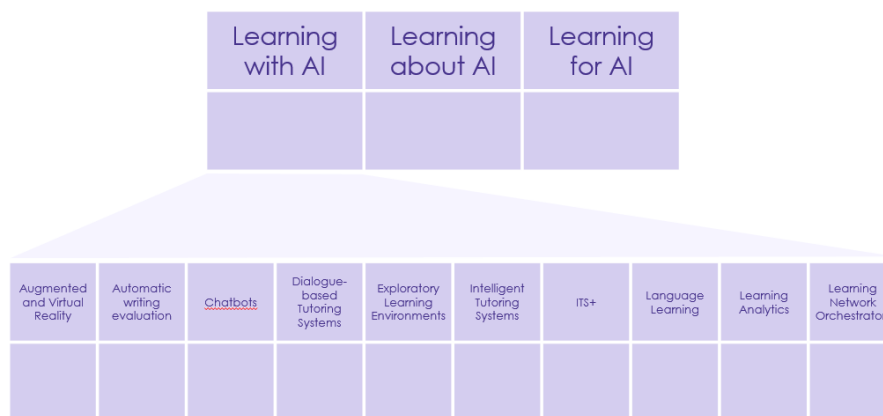 Learning
with AI
Learning
about AI
Learning
for AI
Augmented
and Virtual
Reality
Automatic
writing
evaluation
Chatbots
Dialogue-
based
Tutoring
Systems
Exploratory
Learning
Environments
Intelligent
Tutoring
Systems
ITS+
Language
Learning
Learning
Analytics
Learning
Network
Orchestrator